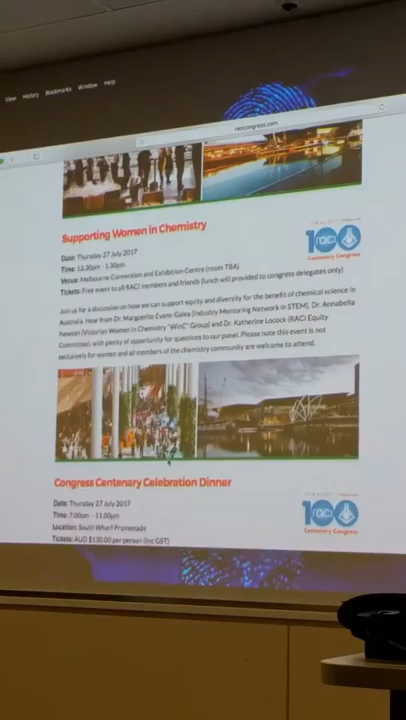 View History Bookmarks Window Help
racicongress.com
Supporting Women in Chemistry
Date: Thursday 27 July 2017
Time: 12.30pm - 1.30pm
Venue: Melbourne Convention and Exhibition Centre (room TBA)
Tickets: Free event to all RACI members and friends (lunch will provided to congress delegates only)
Join us for a discussion on how we can support equity and diversity for the benefit of chemical science in
Australia. Hear from Dr. Marguerite Evans-Galea (Industry Mentoring Network in STEM), Dr. Annabella
Newton (Victorian Women in Chemistry "WinC" Group) and Dr. Katherine Locock (RACI Equity
Committee), with plenty of opportunity for questions to our panel. Please note this event is not
exclusively for women and all members of the chemistry community are welcome to attend.
100 raci
Centenary Congress
Congress Centenary Celebration Dinner
Date: Thursday 27 July 2017
Time: 7.00pm - 11.00pm
Location: South Wharf Promenade
Tickets: AUD $130.00 per person (inc GST)
100 raci
Centenary Congress